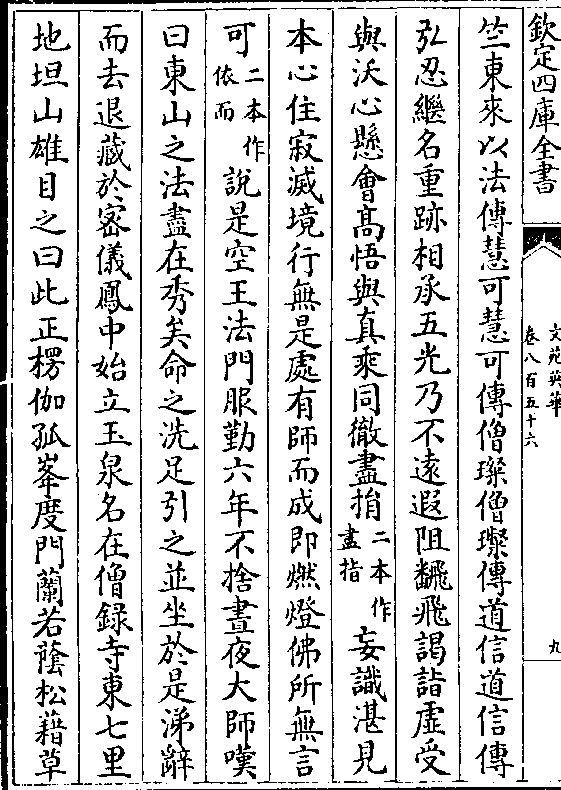 欽定四庫全書
文苑英華
卷八百五十六
九
竺東來以法傳慧可慧可傳僧璨僧璨傳道信道信傳
弘忍繼名重跡相承五光乃不遠遐阻翻飛謁詣虛受
與沃心懸會高悟與真乘同徹盡捐二本作盡指妄識湛見
本心住寂滅境行無是處有師而成即燃燈佛所無言
可二本作依而說是空王法門服勤六年不捨晝夜大師嘆
曰東山之法盡在秀矣命之洗足引之並坐於是涕辭
而去退藏於密儀鳳中始立玉泉名在僧録寺東七里
地坦山雄目之曰此正楞伽孤峯度門蘭若蔭松藉草